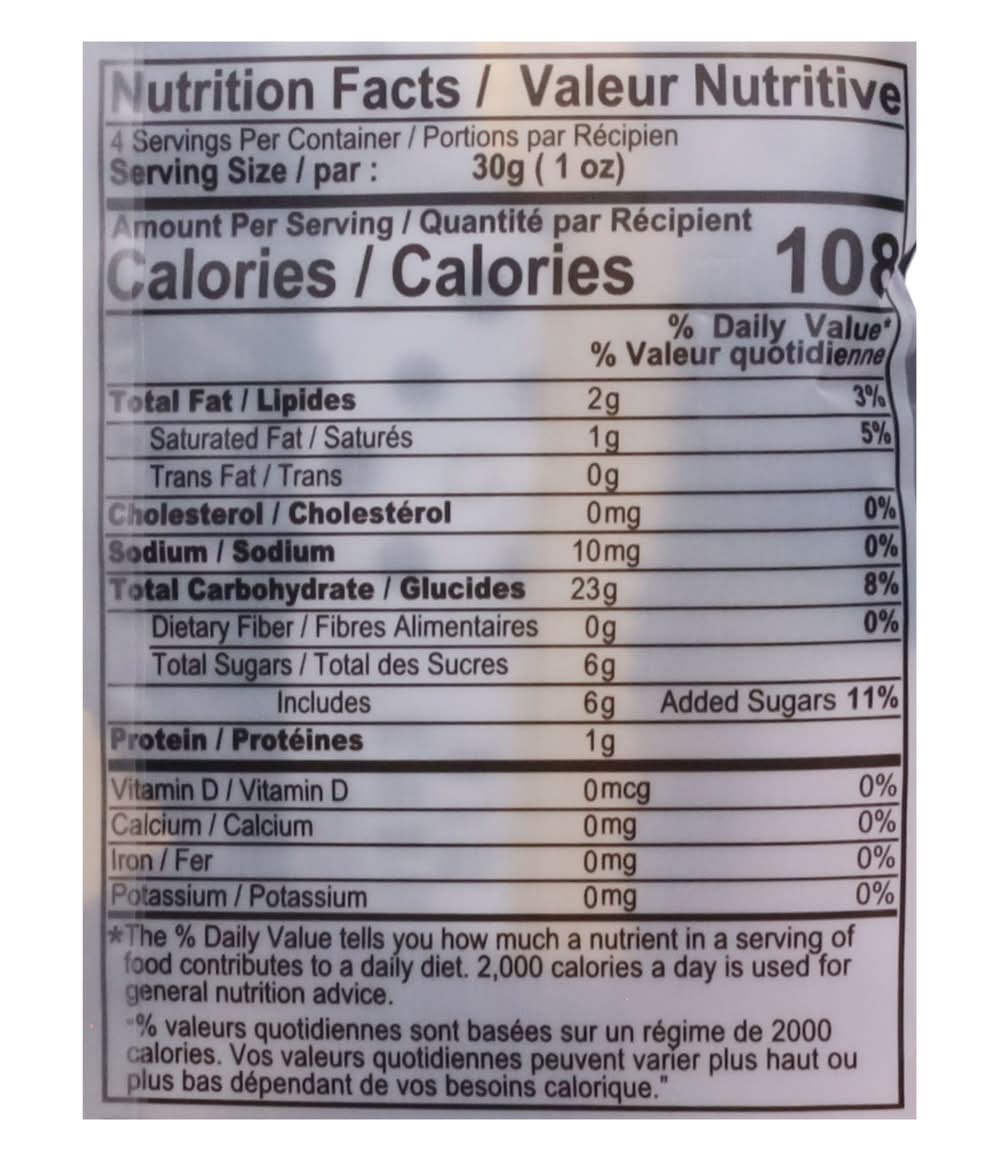 Nutrition Facts / Valeur Nutritive
4 Servings Per Container / Portions par Récipien
Serving Size / par : 30g ( 1 oz)
Amount Per Serving / Quantité par Récipient
Calories / Calories 108
% Daily Value*
% Valeur quotidienne
Total Fat / Lipides 2g 3%
Saturated Fat / Saturés 1g 5%
Trans Fat / Trans 0g
Cholesterol / Cholestérol 0mg 0%
Sodium / Sodium 10mg 0%
Total Carbohydrate / Glucides 23g 8%
Dietary Fiber / Fibres Alimentaires 0g 0%
Total Sugars / Total des Sucres 6g
Includes 6g Added Sugars 11%
Protein / Protéines 1g
Vitamin D / Vitamin D 0mcg 0%
Calcium / Calcium 0mg 0%
Iron / Fer 0mg 0%
Potassium / Potassium 0mg 0%
*The % Daily Value tells you how much a nutrient in a serving of
food contributes to a daily diet. 2,000 calories a day is used for
general nutrition advice.
"% valeurs quotidiennes sont basées sur un régime de 2000
calories. Vos valeurs quotidiennes peuvent varier plus haut ou
plus bas dépendant de vos besoins calorique."